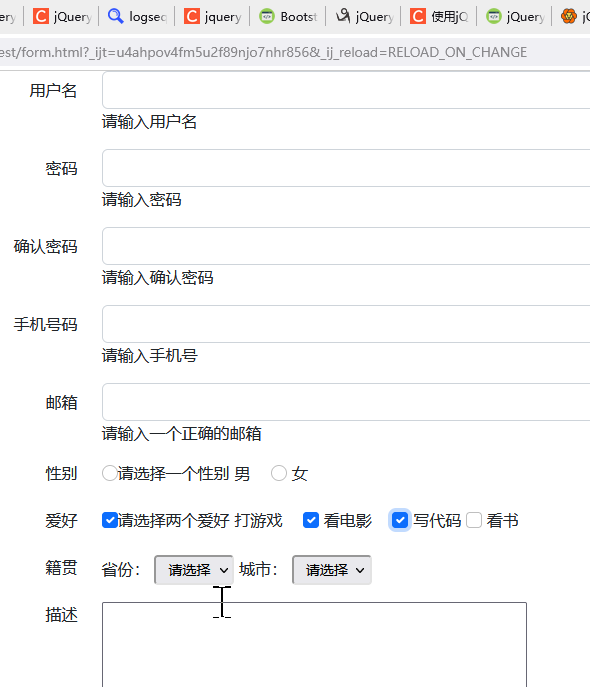 ery jQuery logseq jquery Bootst jQuery 使用jQ jQuery jQ
est/form.html?_ijt=u4ahpov4fm5u2f89njo7nhr856&_ij_reload=RELOAD_ON_CHANGE
用户名
请输入用户名
密码
请输入密码
确认密码
请输入确认密码
手机号码
请输入手机号
邮箱
请输入一个正确的邮箱
性别 请选择一个性别 男 女
爱好 请选择两个爱好 打游戏 看电影 写代码 看书
籍贯 省份： 请选择 城市： 请选择
描述